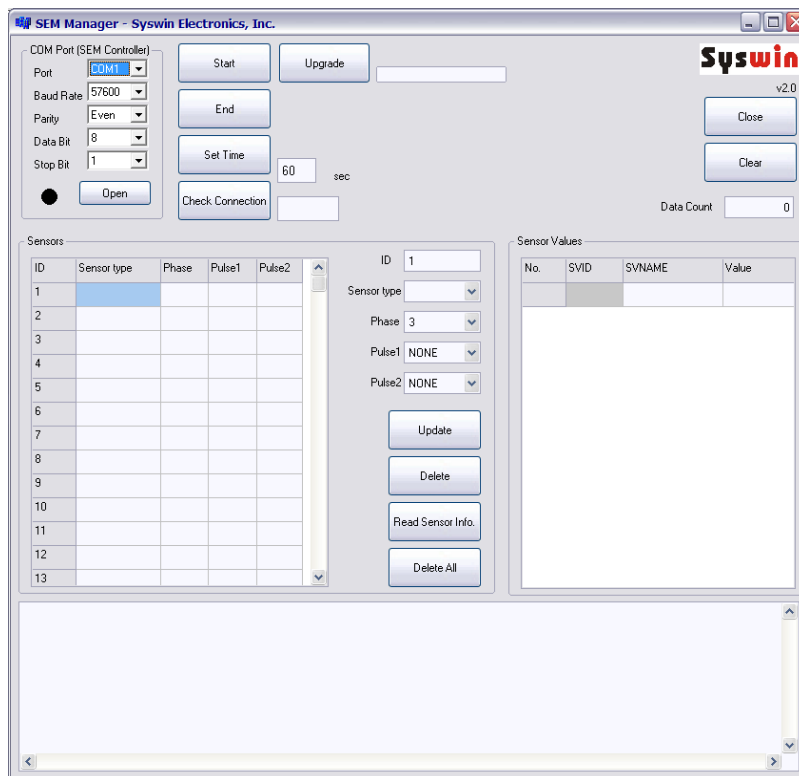 SEM Manager - Syswin Electronics, Inc.
COM Port (SEM Controller)
Port COM1
Baud Rate 57600
Parity Even
Data Bit 8
Stop Bit 1
Open
Start
End
Set Time
60 sec
Check Connection
Upgrade
Syswin
v2.0
Close
Clear
Data Count 0
Sensors
ID Sensor type Phase Pulse1 Pulse2
1
2
3
4
5
6
7
8
9
10
11
12
13
ID 1
Sensor type
Phase 3
Pulse1 NONE
Pulse2 NONE
Update
Delete
Read Sensor Info.
Delete All
Sensor Values
No. SVID SVNAME Value